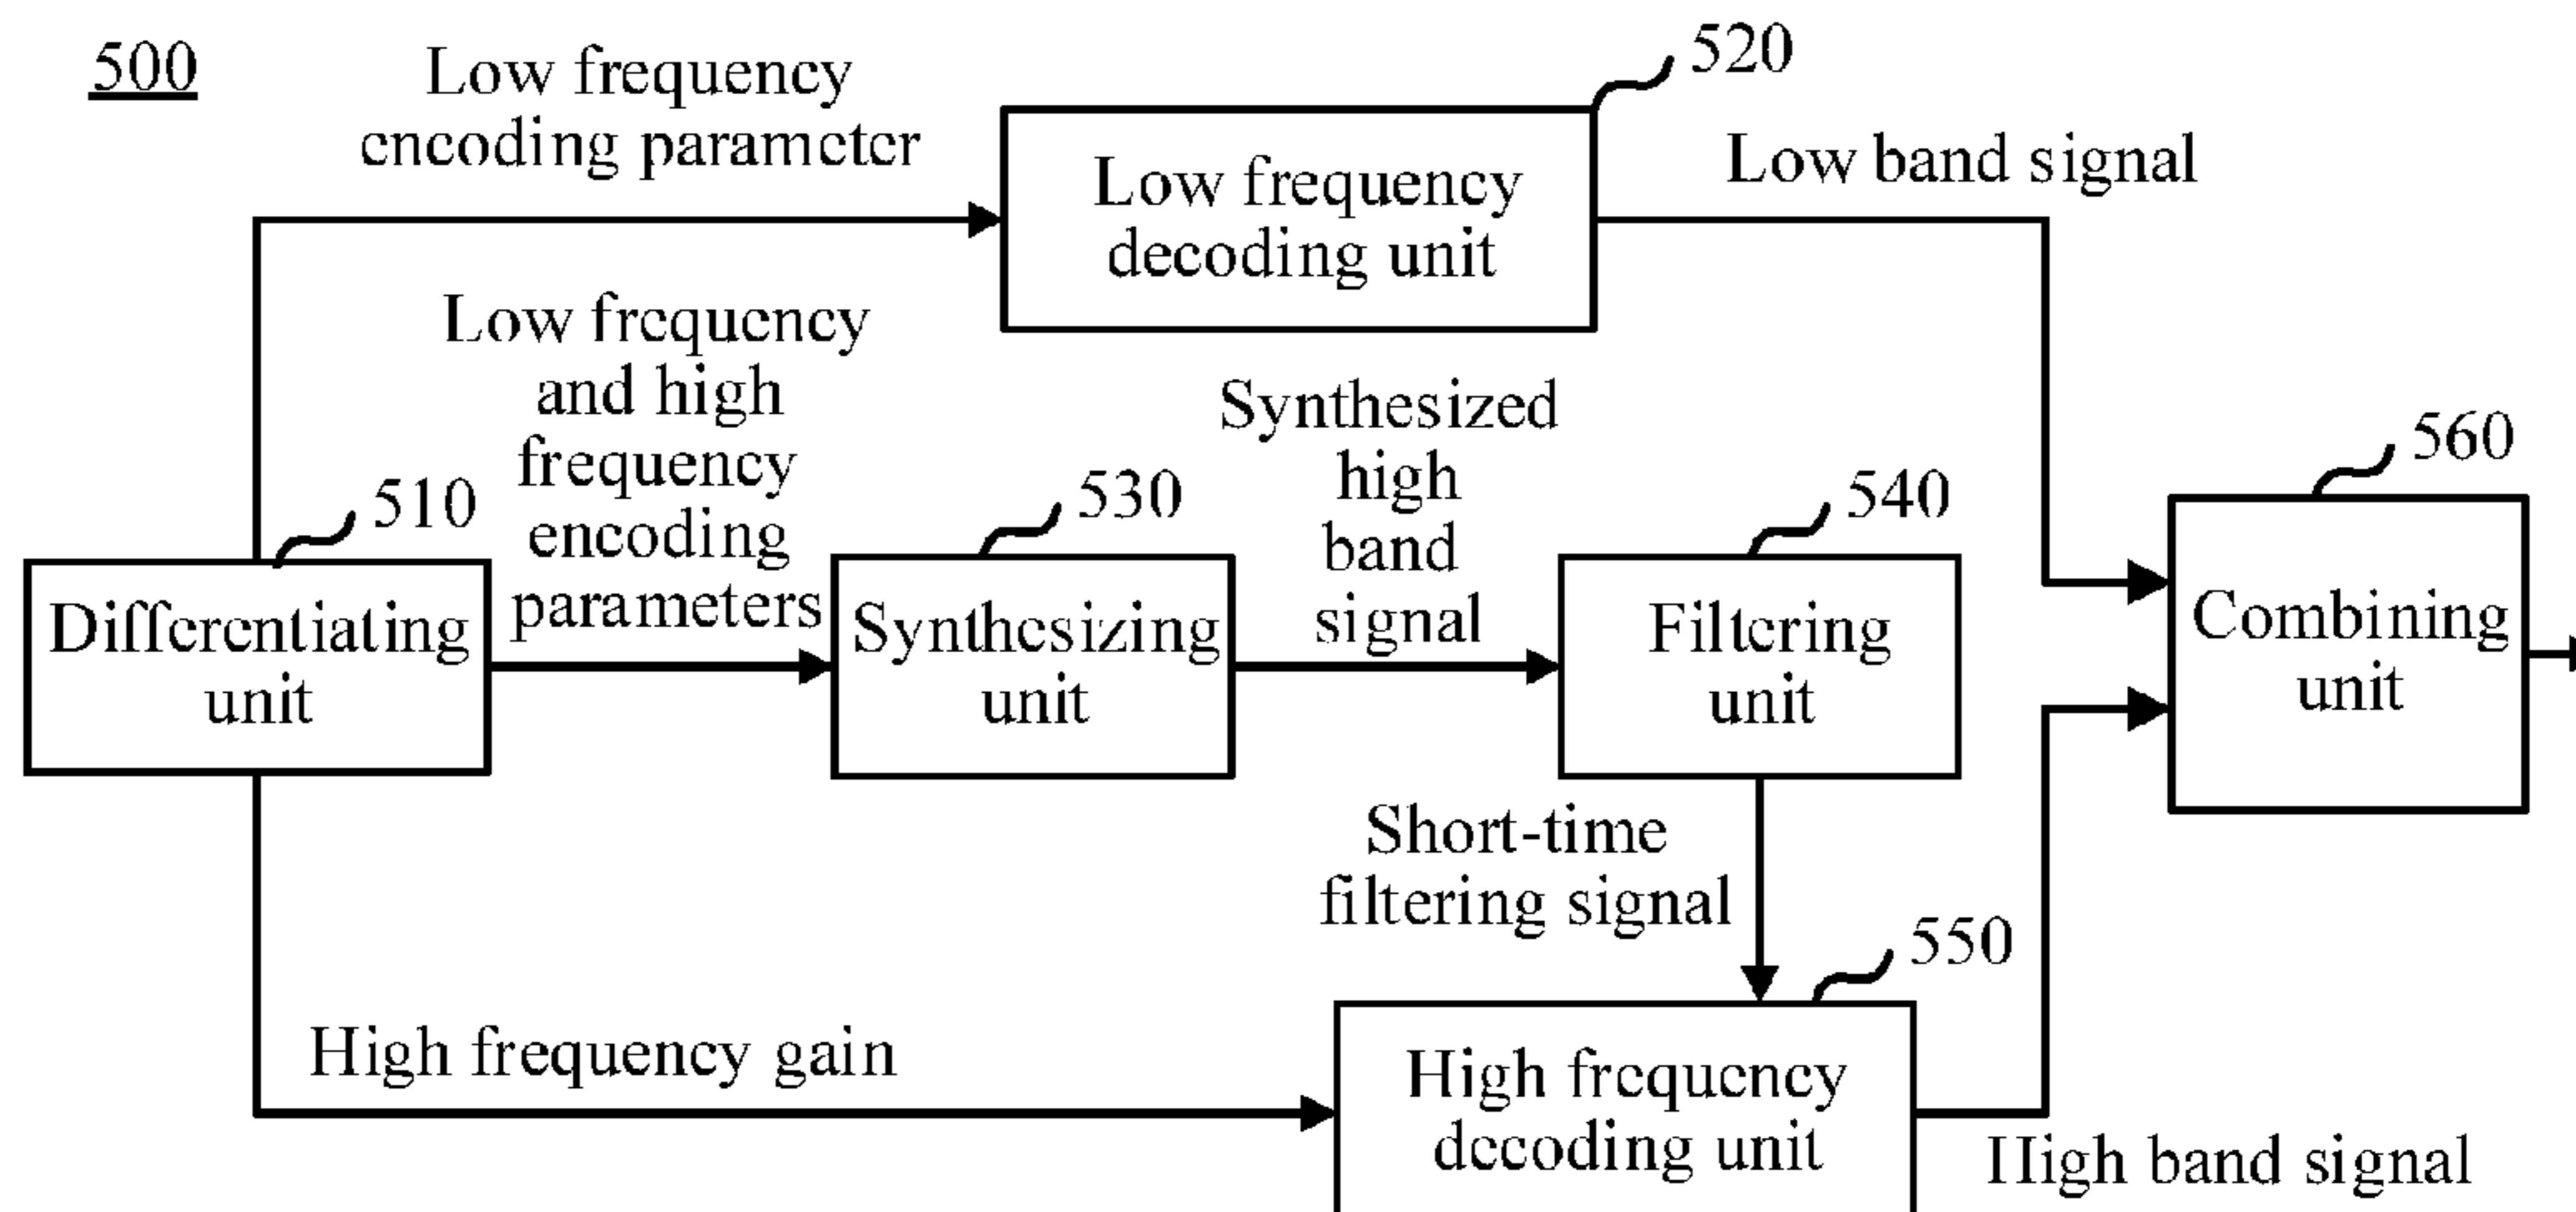 500
Low frequency
encoding parameter
520
Low frequency
decoding unit
Low band signal
Low frequency
and high
frequency
encoding
parameters
510
Differentiating
unit
530
Synthesizing
unit
Synthesized
high
band
signal
540
Filtering
unit
560
Combining
unit
Short-time
filtering signal
550
High frequency gain
High frequency
decoding unit
High band signal